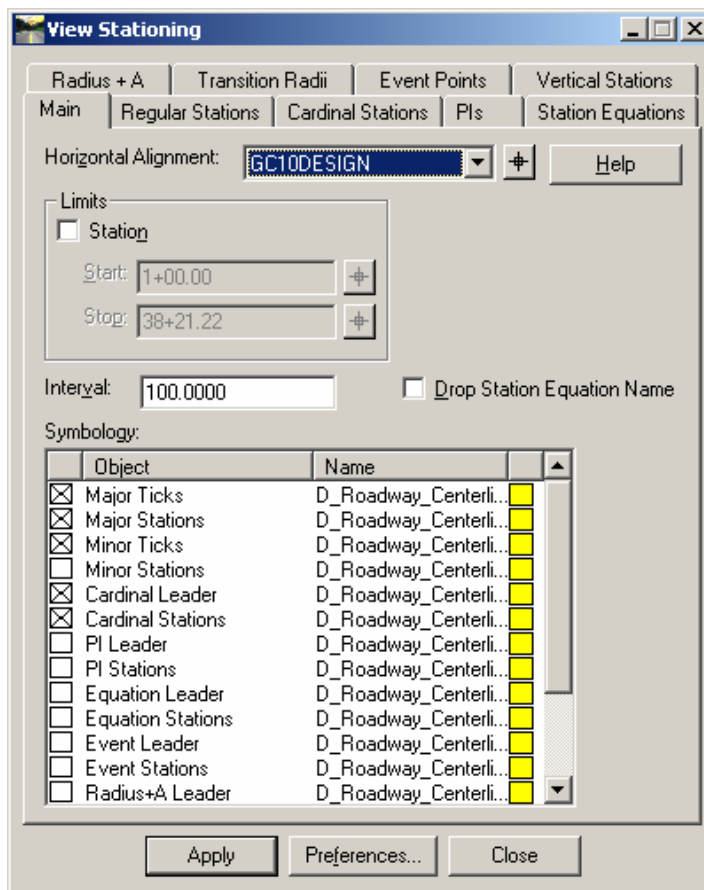 View Stationing
Radius + A Transition Radii Event Points Vertical Stations
Main Regular Stations Cardinal Stations PIs Station Equations
Horizontal Alignment: GC10DESIGN Help
Limits
Station
Start: 1+00.00
Stop: 38+21.22
Interval: 100.0000 Drop Station Equation Name
Symbology:
Object Name
Major Ticks D_Roadway_Centerli...
Major Stations D_Roadway_Centerli...
Minor Ticks D_Roadway_Centerli...
Minor Stations D_Roadway_Centerli...
Cardinal Leader D_Roadway_Centerli...
Cardinal Stations D_Roadway_Centerli...
PI Leader D_Roadway_Centerli...
PI Stations D_Roadway_Centerli...
Equation Leader D_Roadway_Centerli...
Equation Stations D_Roadway_Centerli...
Event Leader D_Roadway_Centerli...
Event Stations D_Roadway_Centerli...
Radius+A Leader D_Roadway_Centerli...
Apply Preferences... Close